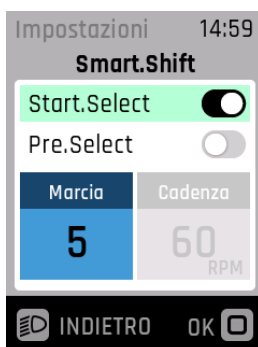 Impostazioni 14:59
Smart.Shift
Start.Select
Pre.Select
Marcia Cadenza
5 60
RPM
INDIETRO OK